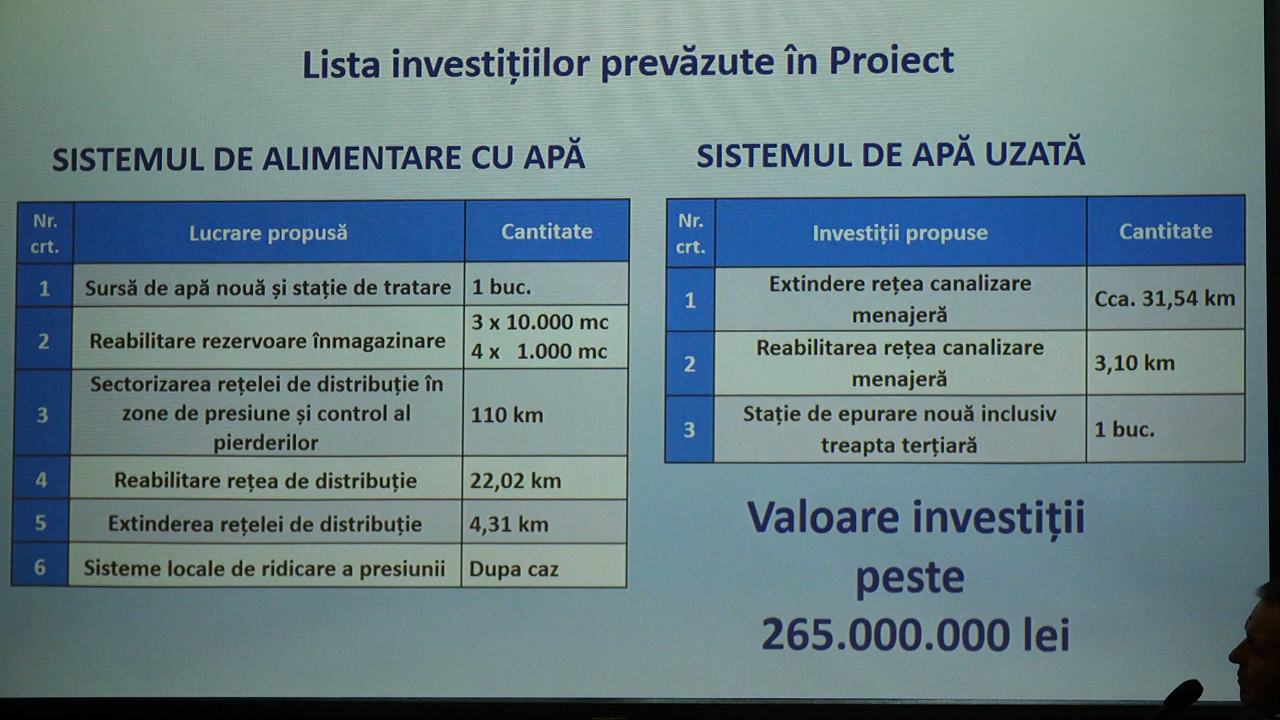 Lista investițiilor prevăzute în Proiect
SISTEMUL DE ALIMENTARE CU APĂ
Nr.
crt.
Lucrare propusă
Cantitate
1
Sursă de apă nouă și stație de tratare
1 buc.
2
Reabilitare rezervoare înmagazinare
3 x 10.000 mc
4 x 1.000 mc
3
Sectorizarea rețelei de distribuție în
zone de presiune și control al
pierderilor
110 km
4
Reabilitare rețea de distribuție
22,02 km
5
Extinderea rețelei de distribuție
4,31 km
6
Sisteme locale de ridicare a presiunii
Dupa caz
SISTEMUL DE APĂ UZATĂ
Nr.
crt.
Investiții propuse
Cantitate
1
Extindere rețea canalizare
menajeră
Cca. 31,54 km
2
Reabilitarea rețea canalizare
menajeră
3,10 km
3
Stație de epurare nouă inclusiv
treapta terțiară
1 buc.
Valoare investiții
peste
265.000.000 lei